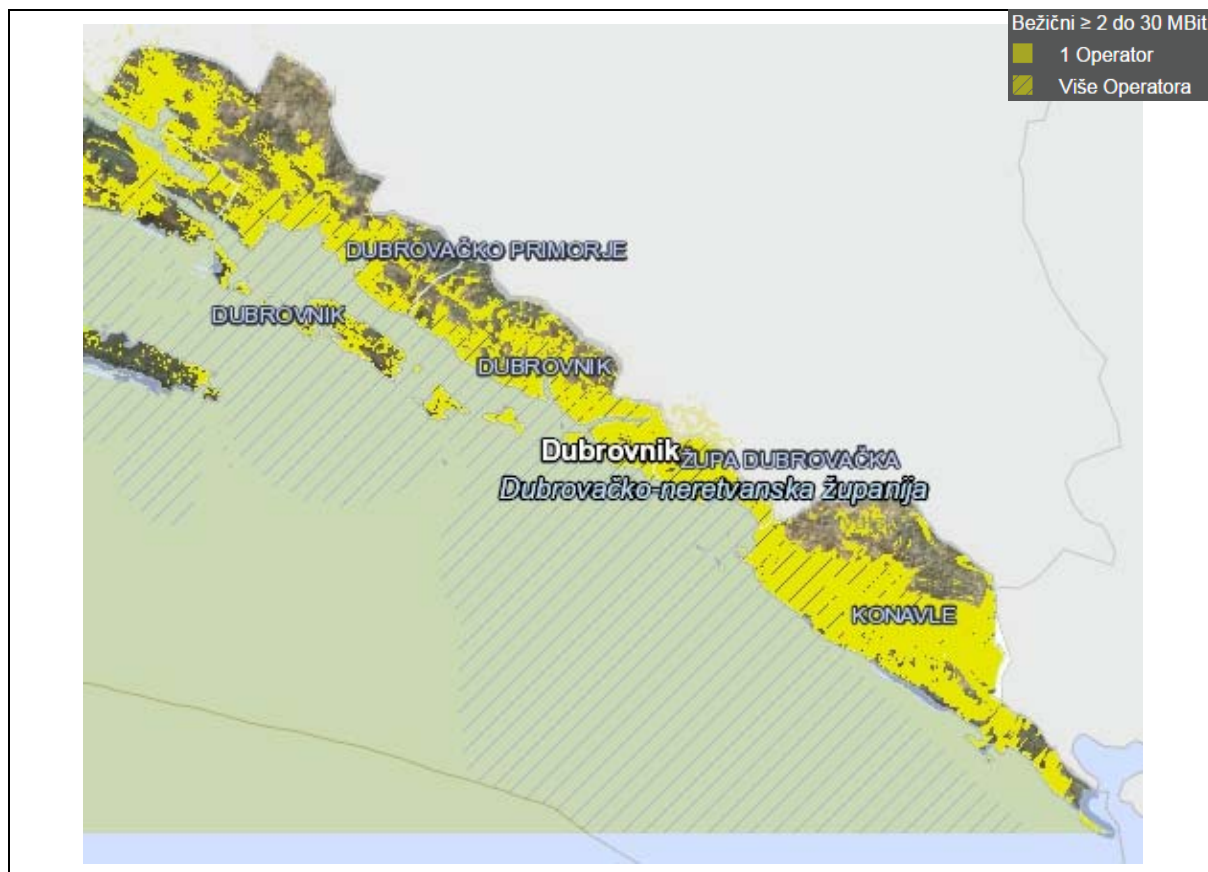 Bežični ≥ 2 do 30 MBit
1 Operator
Više Operatora
DUBROVAČKO PRIMORJE
DUBROVNIK
DUBROVNIK
Dubrovnik
ŽUPA DUBROVAČKA
Dubrovačko-neretvanska županija
KONAVLE